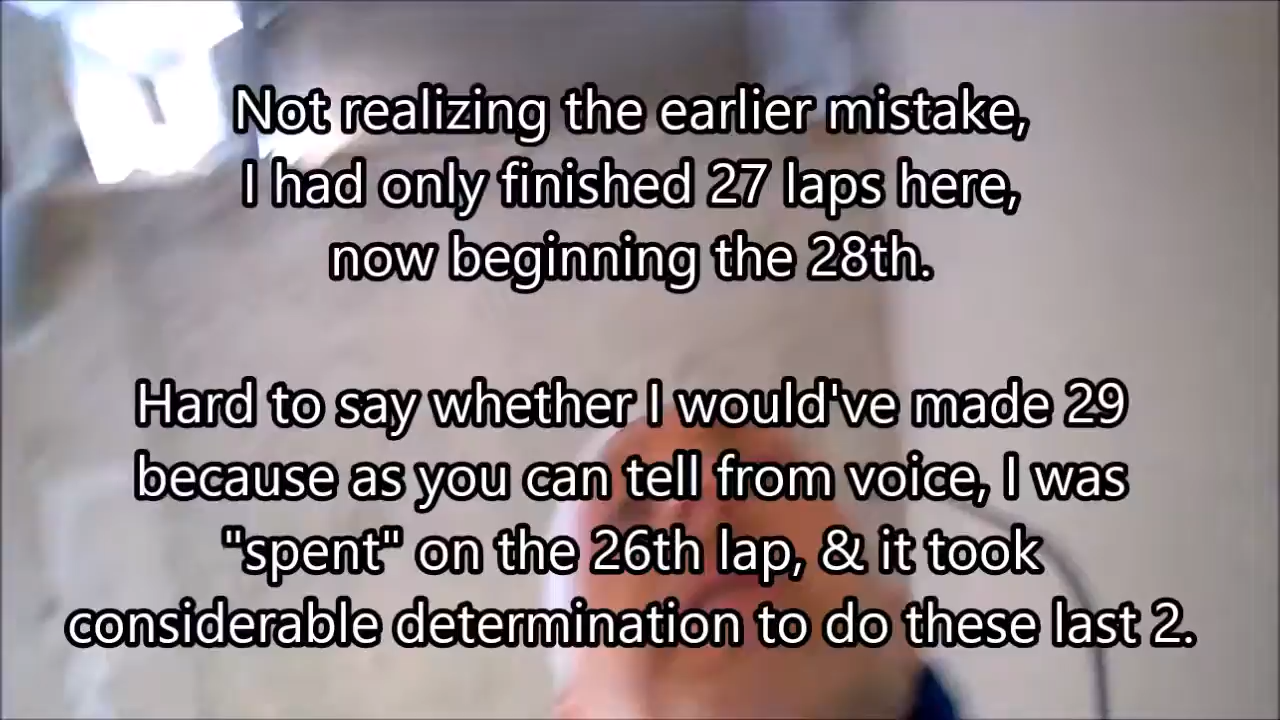 Not realizing the earlier mistake,
I had only finished 27 laps here,
now beginning the 28th.
Hard to say whether I would've made 29
because as you can tell from voice, I was
"spent" on the 26th lap, & it took
considerable determination to do these last 2.